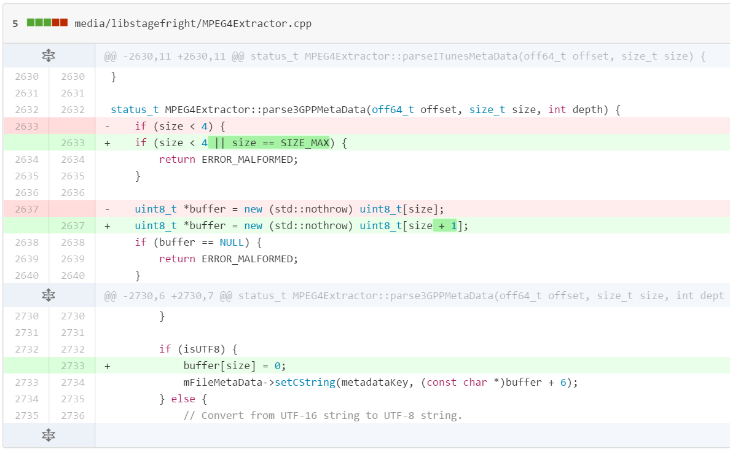 5 media/libstagefright/MPEG4Extractor.cpp
@@ -2630,11 +2630,11 @@ status_t MPEG4Extractor::parseITunesMetaData(off64_t offset, size_t size) {
2630 2630 }
2631 2631
2632 2632 status_t MPEG4Extractor::parse3GPPMetaData(off64_t offset, size_t size, int depth) {
2633 - if (size < 4) {
2633 + if (size < 4 || size == SIZE_MAX) {
2634 2634 return ERROR_MALFORMED;
2635 2635 }
2636 2636
2637 - uint8_t *buffer = new (std::nothrow) uint8_t[size];
2637 + uint8_t *buffer = new (std::nothrow) uint8_t[size + 1];
2638 2638 if (buffer == NULL) {
2639 2639 return ERROR_MALFORMED;
2640 2640 }
@@ -2730,6 +2730,7 @@ status_t MPEG4Extractor::parse3GPPMetaData(off64_t offset, size_t size, int dept
2730 2730 }
2731 2731
2732 2732 if (isUTF8) {
2733 + buffer[size] = 0;
2733 2734 mFileMetaData->setCString(metadataKey, (const char *)buffer + 6);
2734 2735 } else {
2735 2736 // Convert from UTF-16 string to UTF-8 string.